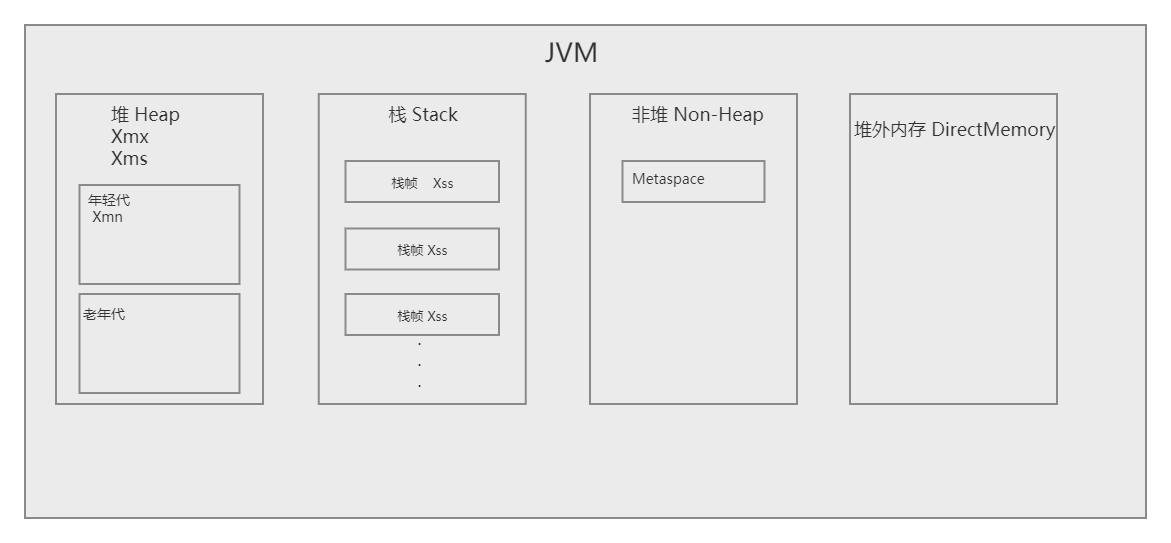 JVM
堆 Heap
Xmx
Xms
年轻代
Xmn
老年代
栈 Stack
栈帧 Xss
栈帧 Xss
栈帧 Xss
.
.
.
非堆 Non-Heap
Metaspace
堆外内存 DirectMemory